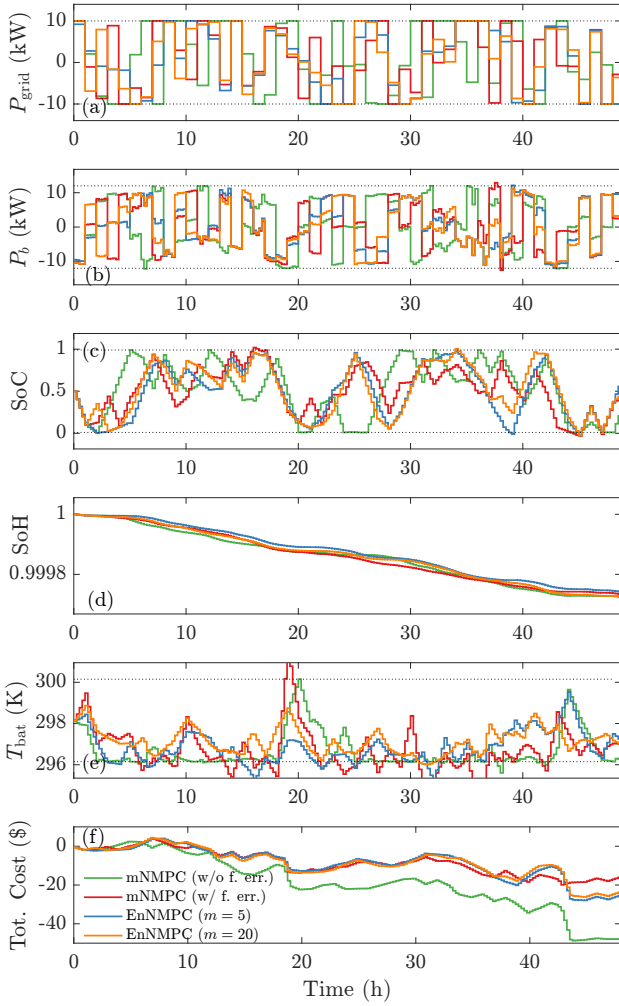 10
0
-10
P_grid (kW)
(a)
0 10 20 30 40
10
0
-10
P_b (kW)
(b)
0 10 20 30 40
1
0.5
0
SoC
(c)
0 10 20 30 40
1
0.9998
SoH
(d)
0 10 20 30 40
300
298
296
T_bat (K)
(e)
0 10 20 30 40
0
-20
-40
Tot. Cost ($)
(f)
mNMPC (w/o f. err.)
mNMPC (w/ f. err.)
EnNMPC (m = 5)
EnNMPC (m = 20)
0 10 20 30 40
Time (h)